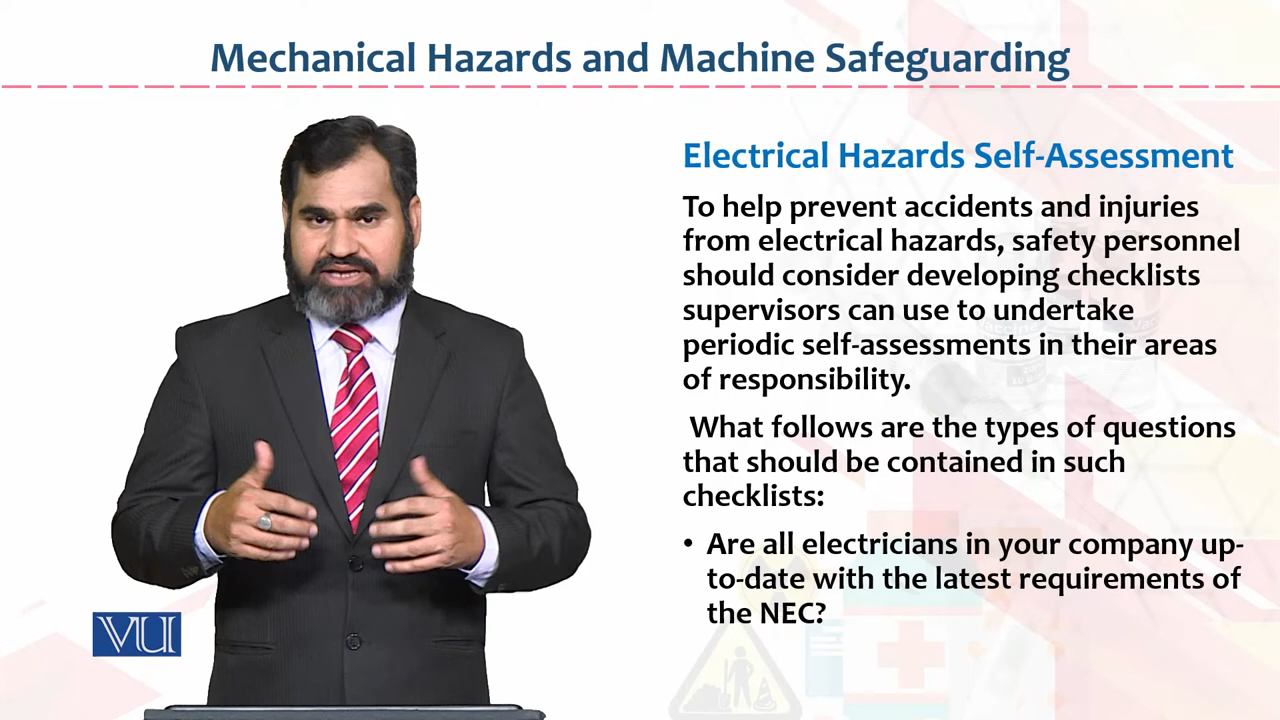 Mechanical Hazards and Machine Safeguarding
Electrical Hazards Self-Assessment
To help prevent accidents and injuries
from electrical hazards, safety personnel
should consider developing checklists
supervisors can use to undertake
periodic self-assessments in their areas
of responsibility.
What follows are the types of questions
that should be contained in such
checklists:
• Are all electricians in your company up-
to-date with the latest requirements of
the NEC?
VU